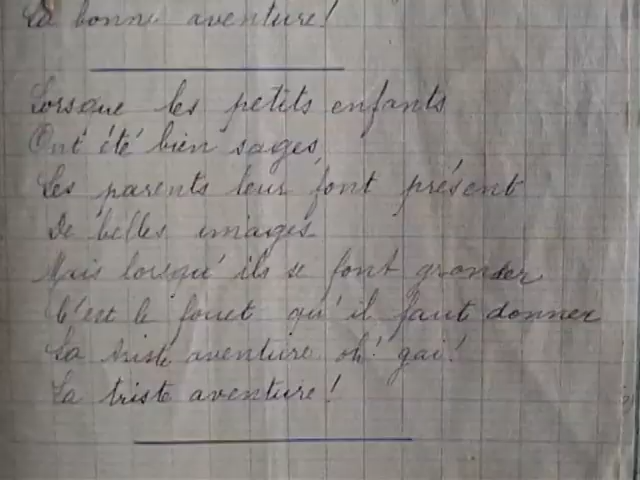 La bonne aventure!
Lorsque les petits enfants
Ont été bien sages,
Les parents leur font présent
De belles images
Mais lorsqu'ils se font gronder
C'est le fouet qu'il faut donner
La triste aventure oh! gai!
La triste aventure!